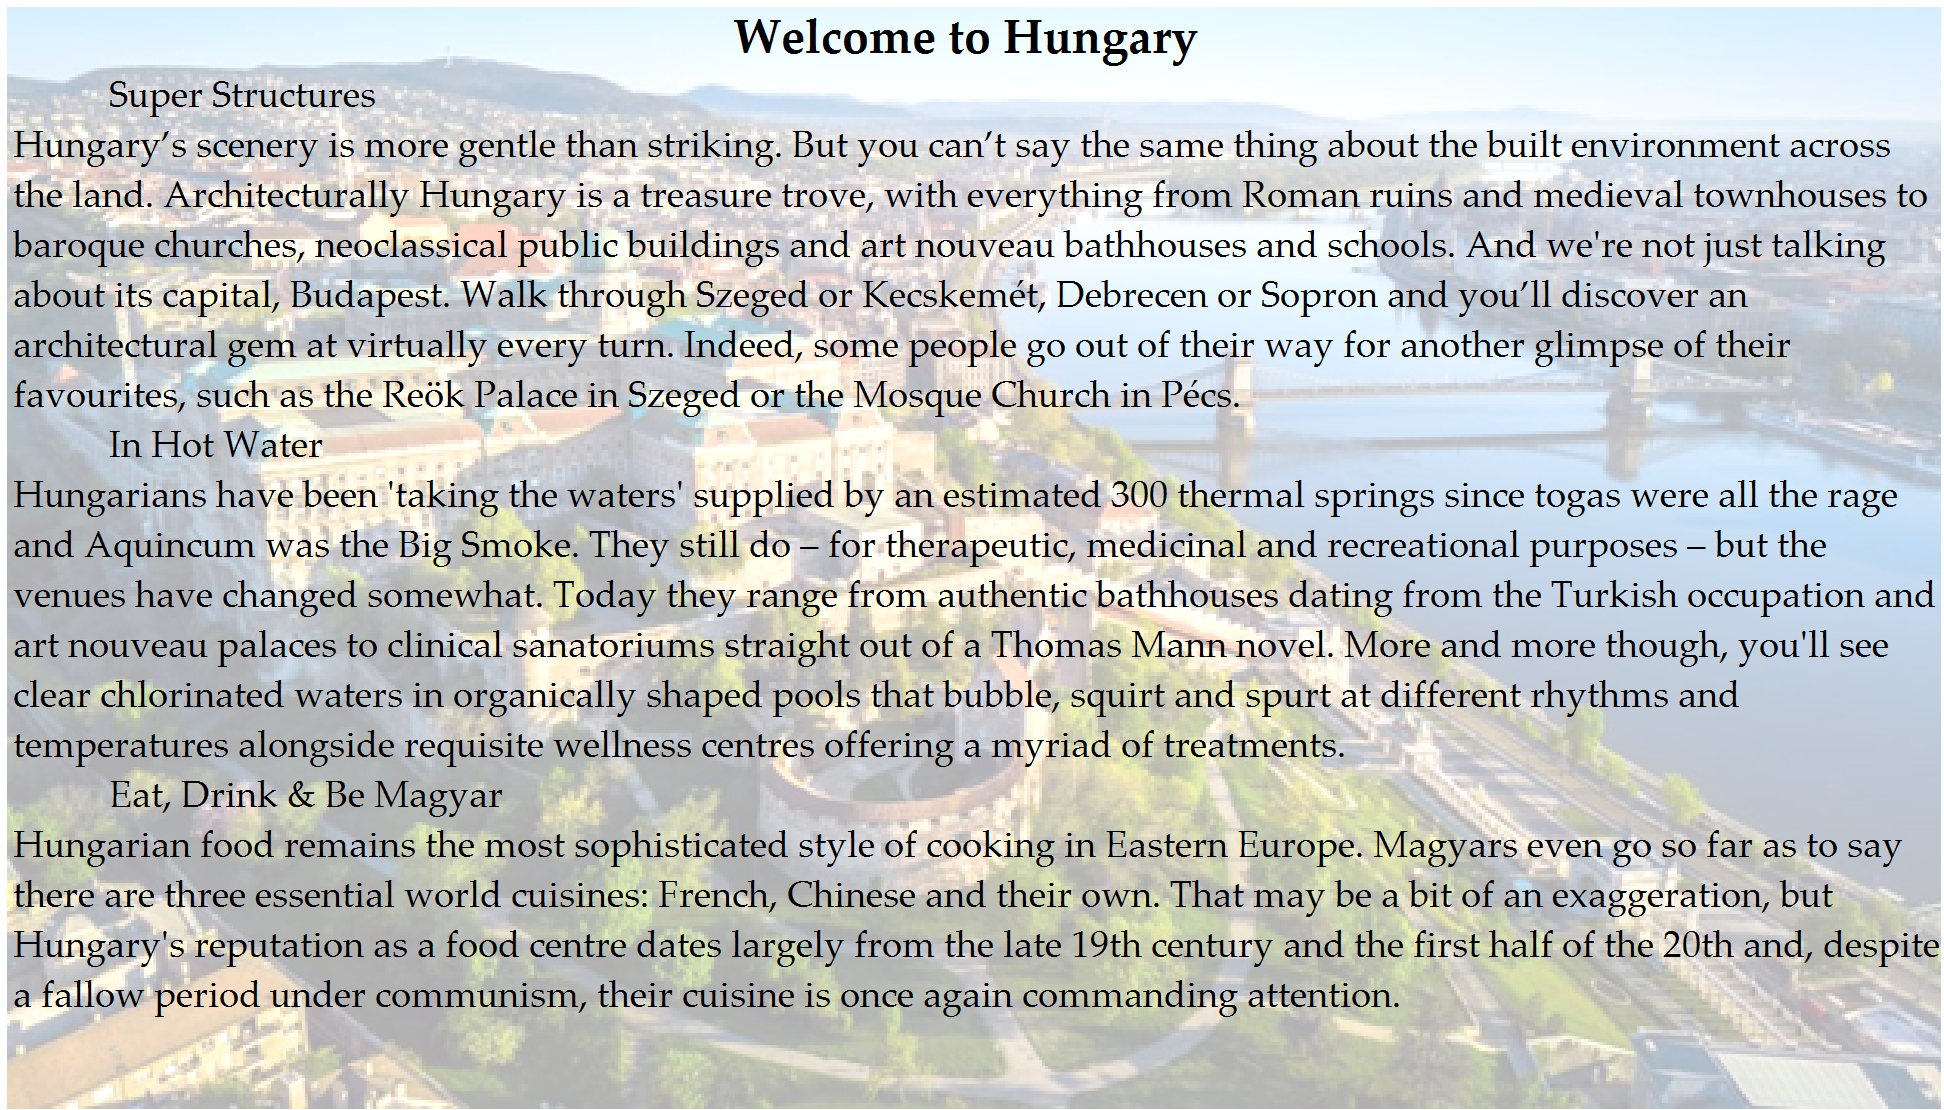 Welcome to Hungary
Super Structures
Hungary’s scenery is more gentle than striking. But you can’t say the same thing about the built environment across
the land. Architecturally Hungary is a treasure trove, with everything from Roman ruins and medieval townhouses to
baroque churches, neoclassical public buildings and art nouveau bathhouses and schools. And we're not just talking
about its capital, Budapest. Walk through Szeged or Kecskemét, Debrecen or Sopron and you’ll discover an
architectural gem at virtually every turn. Indeed, some people go out of their way for another glimpse of their
favourites, such as the Reök Palace in Szeged or the Mosque Church in Pécs.
In Hot Water
Hungarians have been 'taking the waters' supplied by an estimated 300 thermal springs since togas were all the rage
and Aquincum was the Big Smoke. They still do – for therapeutic, medicinal and recreational purposes – but the
venues have changed somewhat. Today they range from authentic bathhouses dating from the Turkish occupation and
art nouveau palaces to clinical sanatoriums straight out of a Thomas Mann novel. More and more though, you'll see
clear chlorinated waters in organically shaped pools that bubble, squirt and spurt at different rhythms and
temperatures alongside requisite wellness centres offering a myriad of treatments.
Eat, Drink & Be Magyar
Hungarian food remains the most sophisticated style of cooking in Eastern Europe. Magyars even go so far as to say
there are three essential world cuisines: French, Chinese and their own. That may be a bit of an exaggeration, but
Hungary's reputation as a food centre dates largely from the late 19th century and the first half of the 20th and, despite
a fallow period under communism, their cuisine is once again commanding attention.